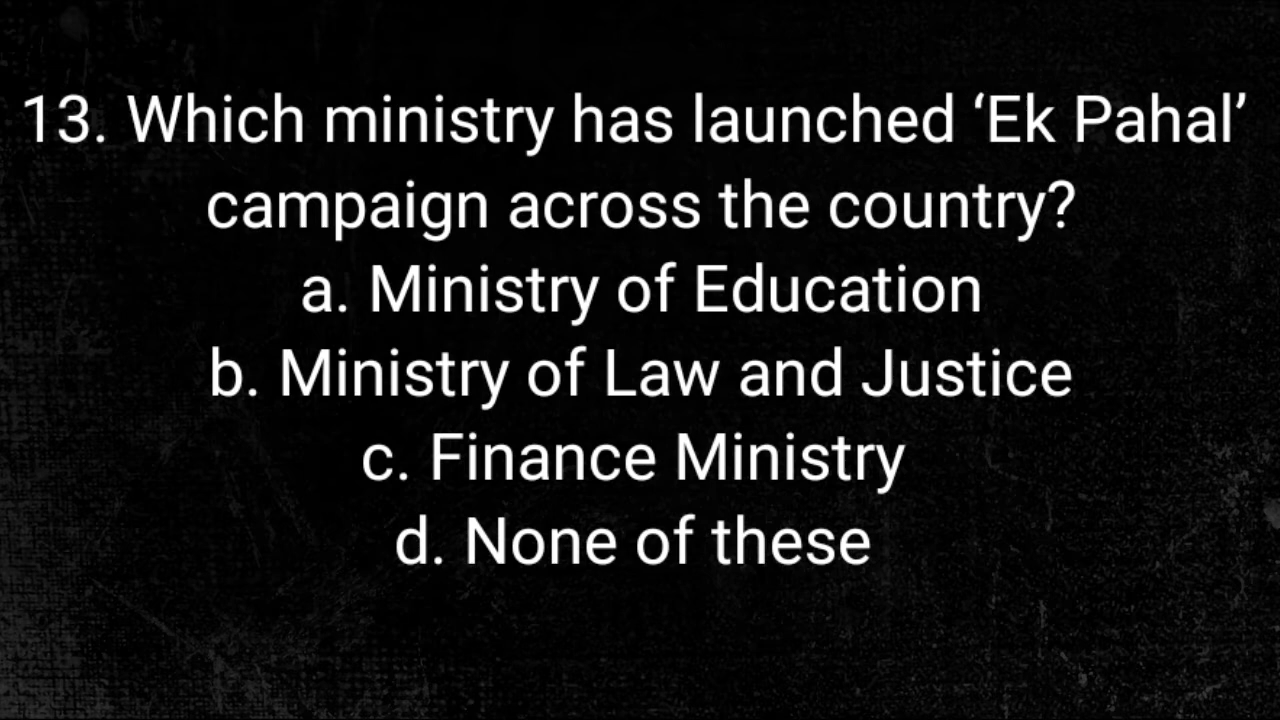 13. Which ministry has launched ‘Ek Pahal’
campaign across the country?
a. Ministry of Education
b. Ministry of Law and Justice
c. Finance Ministry
d. None of these